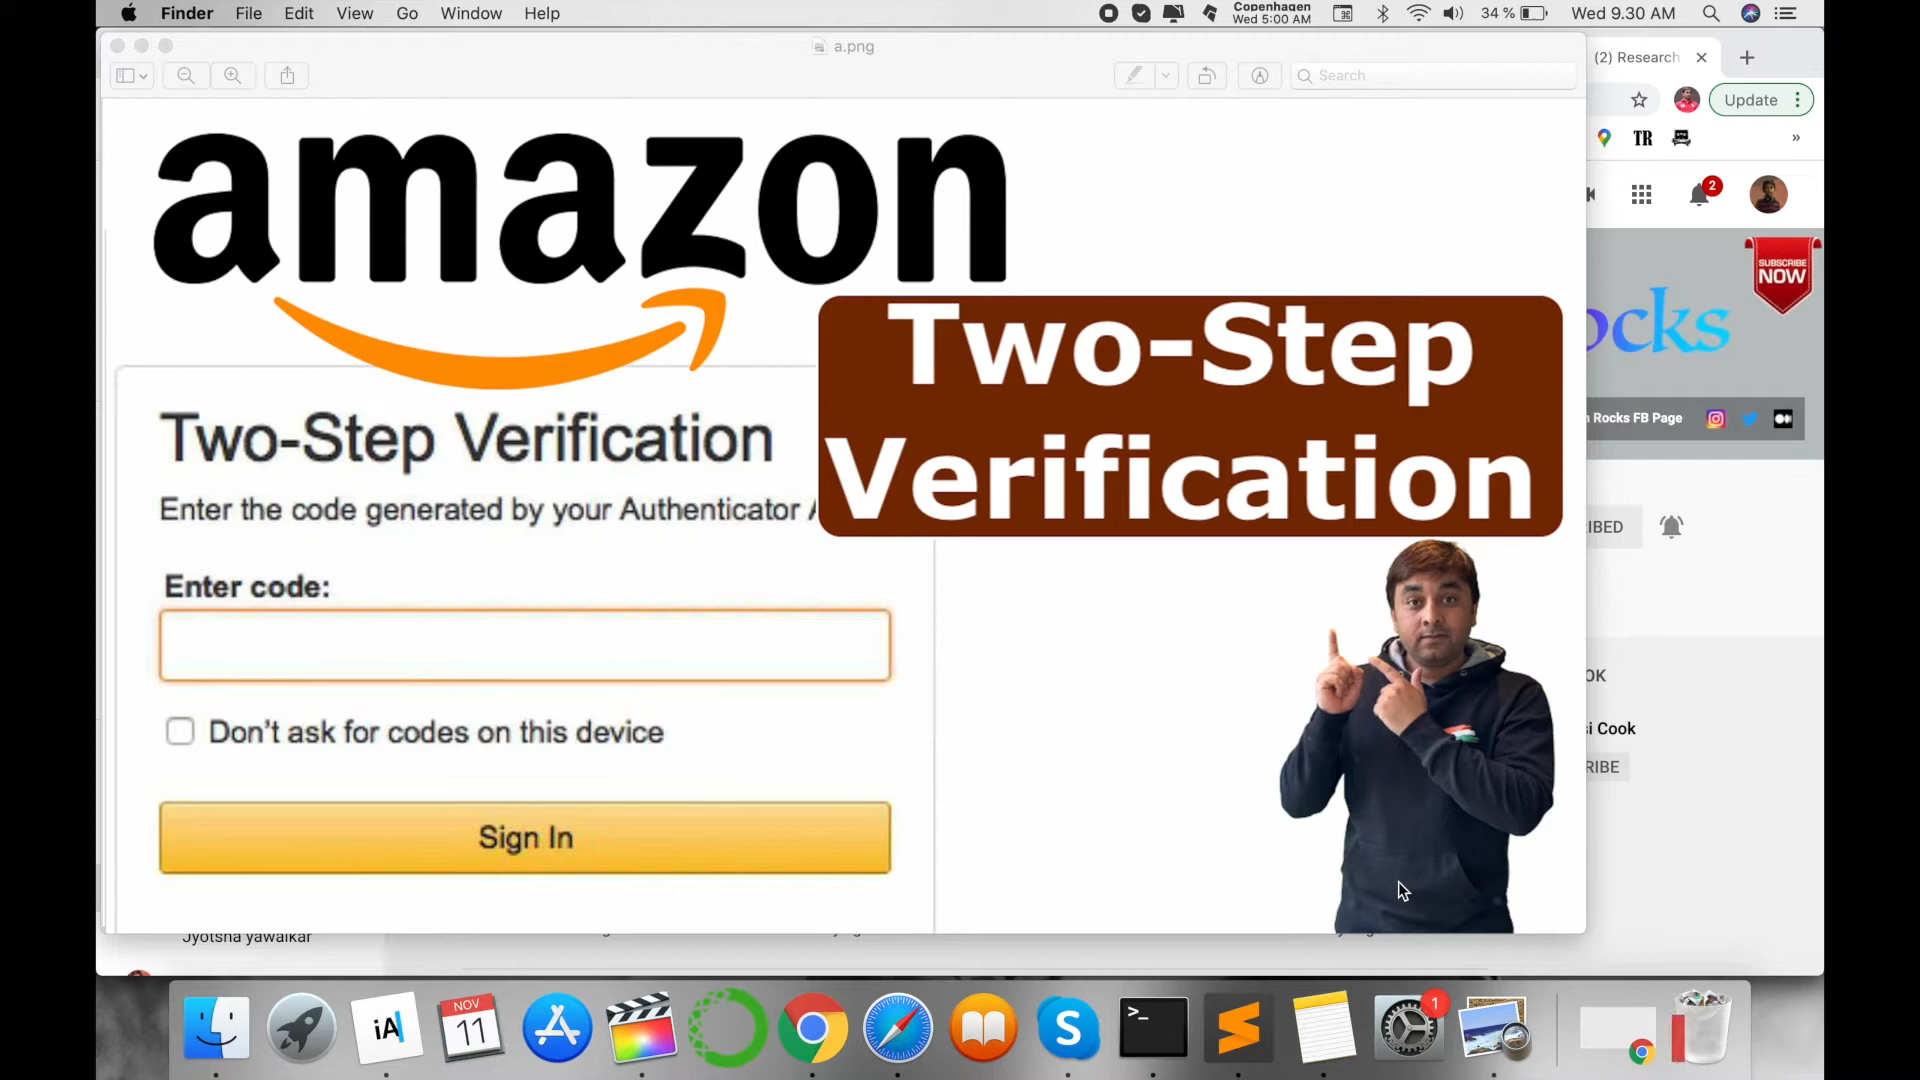 Finder File Edit View Go Window Help
Copenhagen
Wed 5:00 AM
34 %
Wed 9.30 AM
a.png
Search
(2) Research
Update
TR
amazon
2
SUBSCRIBE
NOW
ocks
Two-Step
Verification
Two-Step Verification
Enter the code generated by your Authenticator
Rocks FB Page
IBED
Enter code:
OK
Don't ask for codes on this device
i Cook
RIBE
Sign In
Jyotsna yawalkar
iA
NOV
11
S
>_
1